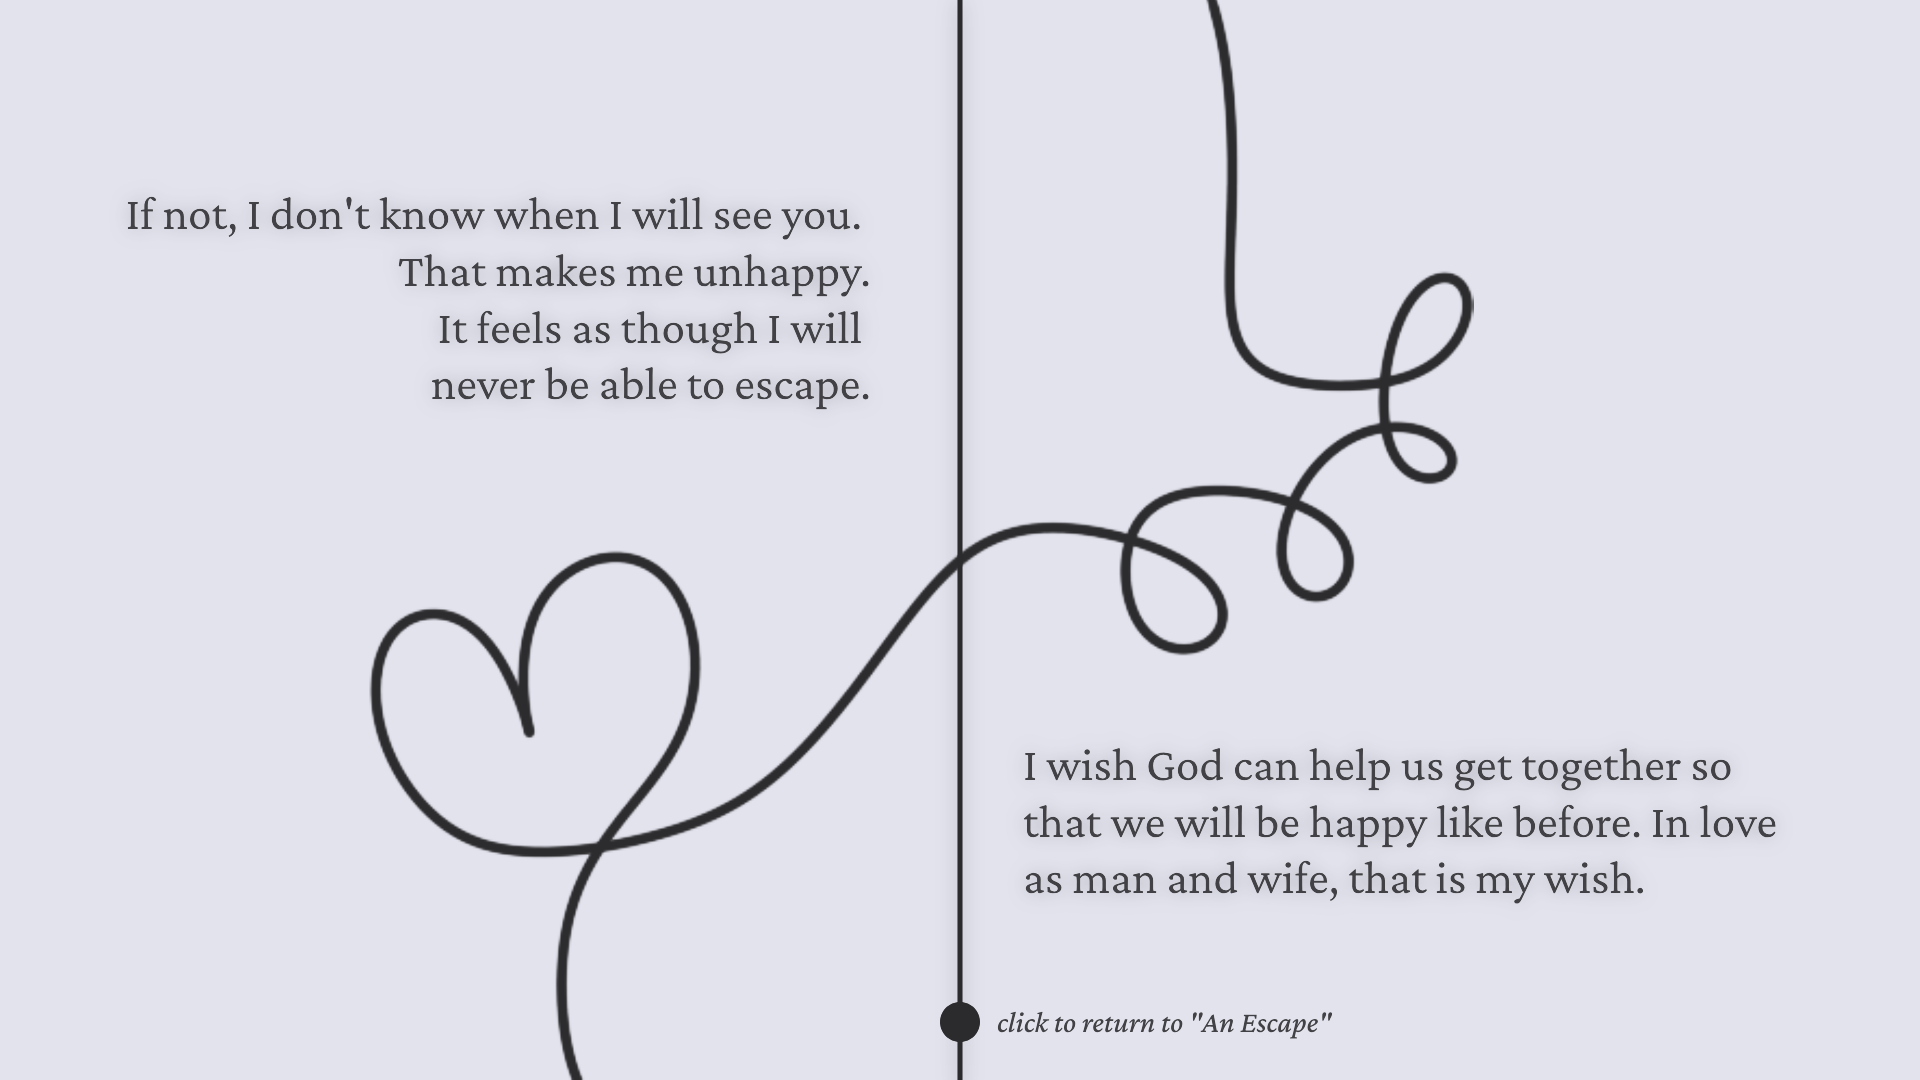 If not, I don't know when I will see you.
That makes me unhappy.
It feels as though I will
never be able to escape.
I wish God can help us get together so
that we will be happy like before. In love
as man and wife, that is my wish.
click to return to "An Escape"